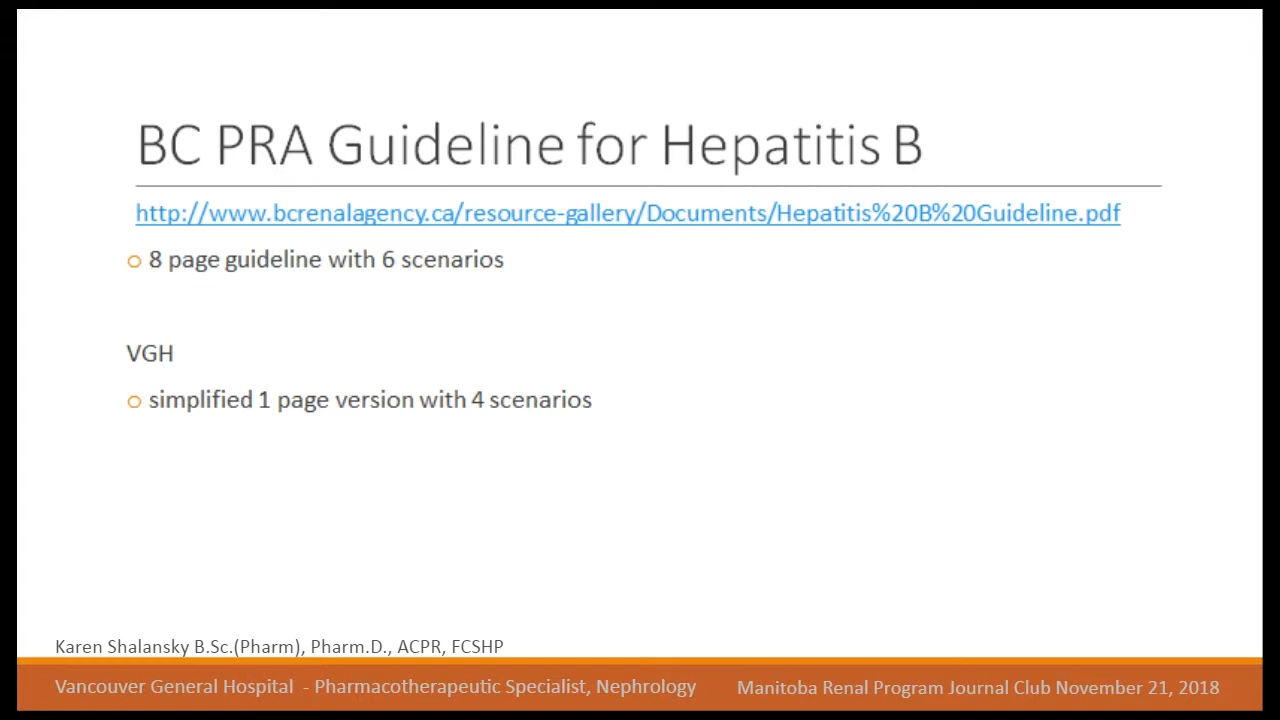 BC PRA Guideline for Hepatitis B
http://www.bcrenalagency.ca/resource-gallery/Documents/Hepatitis%20B%20Guideline.pdf
8 page guideline with 6 scenarios
VGH
simplified 1 page version with 4 scenarios
Karen Shalansky B.Sc.(Pharm), Pharm.D., ACPR, FCSHP
Vancouver General Hospital - Pharmacotherapeutic Specialist, Nephrology
Manitoba Renal Program Journal Club November 21, 2018